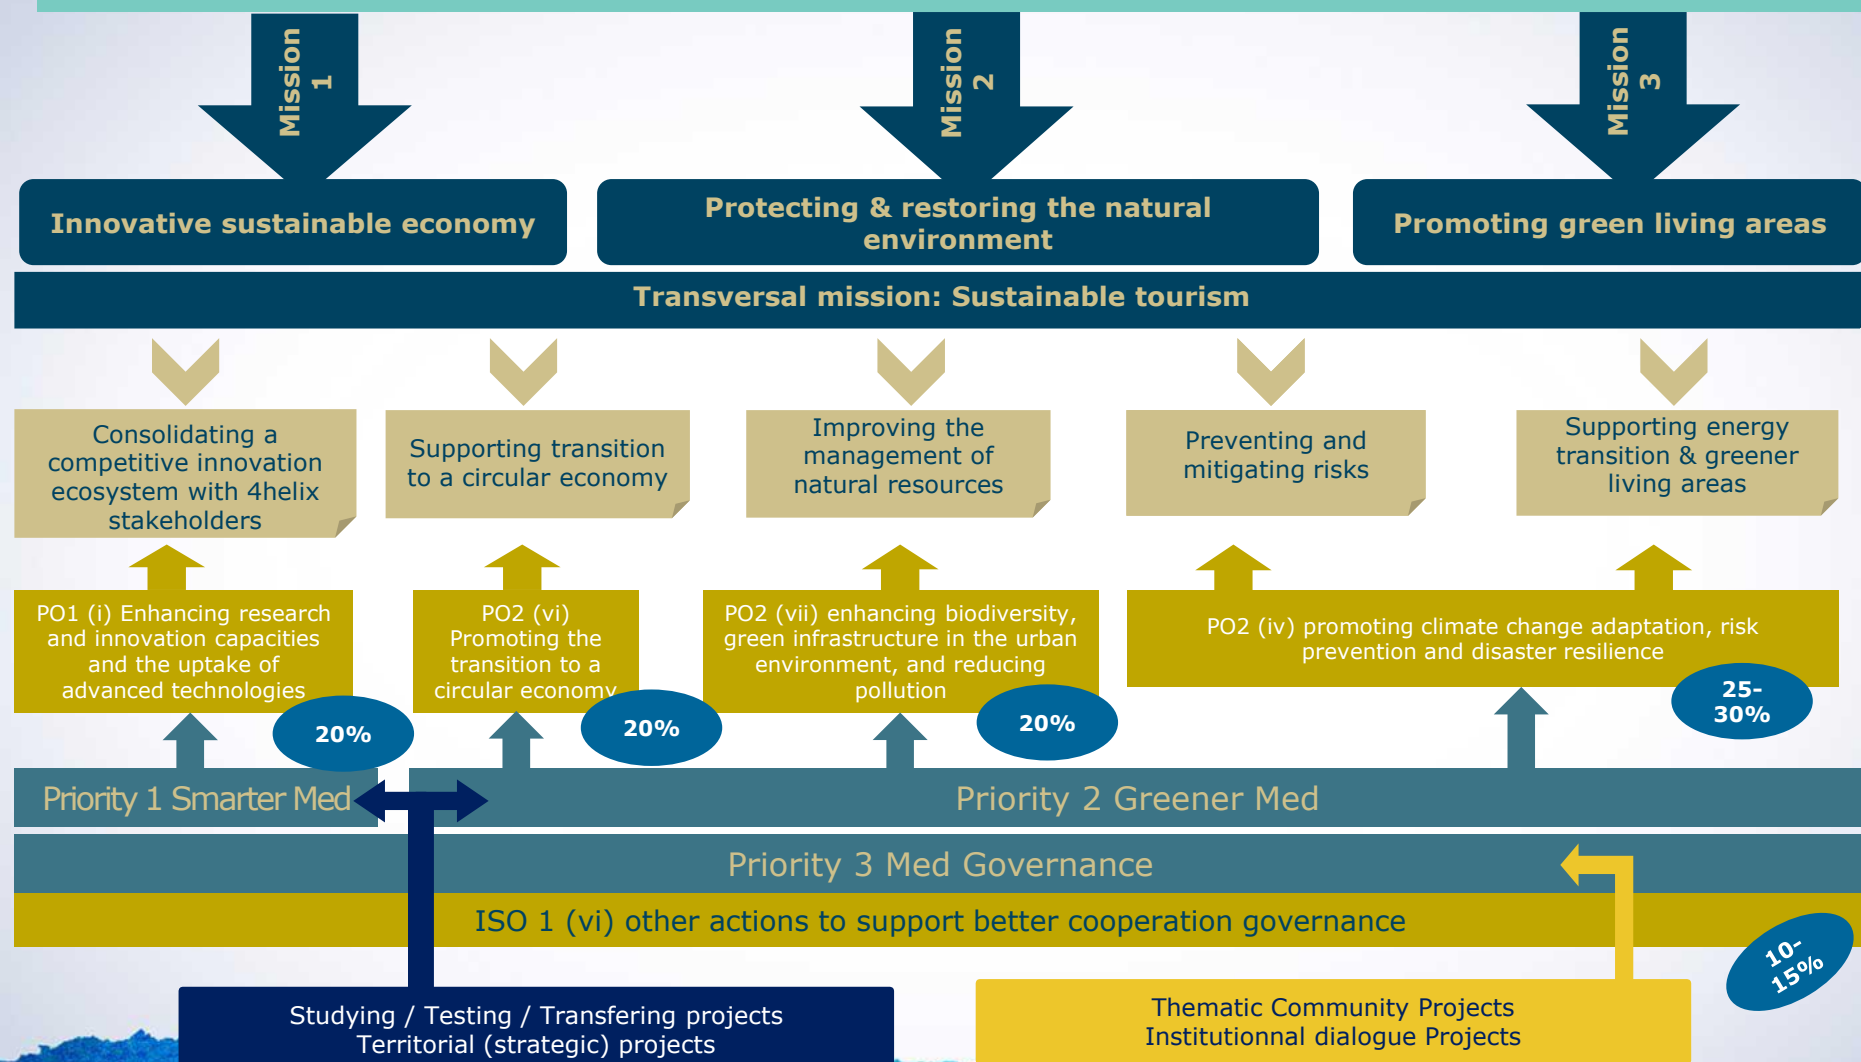 Mission
1
Mission
2
Mission
3
Innovative sustainable economy
Protecting & restoring the natural
environment
Promoting green living areas
Transversal mission: Sustainable tourism
Consolidating a
competitive innovation
ecosystem with 4helix
stakeholders
Supporting transition
to a circular economy
Improving the
management of
natural resources
Preventing and
mitigating risks
Supporting energy
transition & greener
living areas
PO1 (i) Enhancing research
and innovation capacities
and the uptake of
advanced technologies
20%
PO2 (vi)
Promoting the
transition to a
circular economy
20%
PO2 (vii) enhancing biodiversity,
green infrastructure in the urban
environment, and reducing
pollution
20%
PO2 (iv) promoting climate change adaptation, risk
prevention and disaster resilience
25-
30%
Priority 1 Smarter Med
Priority 2 Greener Med
Priority 3 Med Governance
ISO 1 (vi) other actions to support better cooperation governance
10-
15%
Studying / Testing / Transfering projects
Territorial (strategic) projects
Thematic Community Projects
Institutionnal dialogue Projects